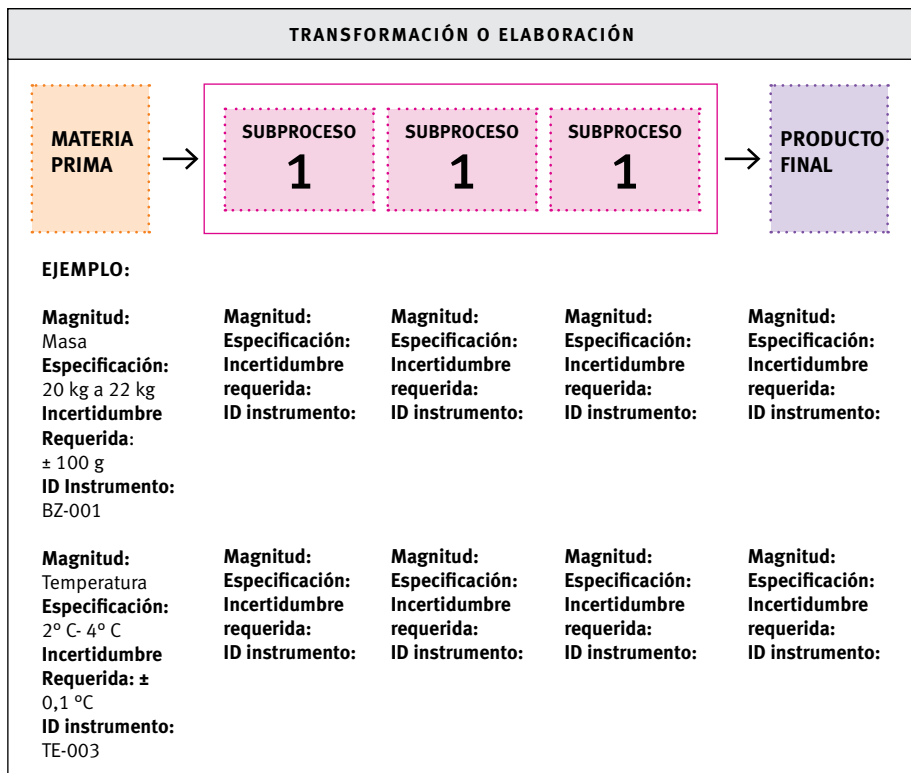 TRANSFORMACIÓN O ELABORACIÓN
MATERIA
PRIMA
SUBPROCESO
1
SUBPROCESO
1
SUBPROCESO
1
PRODUCTO
FINAL
EJEMPLO:
Magnitud:
Masa
Especificación:
20 kg a 22 kg
Incertidumbre
Requerida:
± 100 g
ID Instrumento:
BZ-001
Magnitud:
Especificación:
Incertidumbre
requerida:
ID instrumento:
Magnitud:
Especificación:
Incertidumbre
requerida:
ID instrumento:
Magnitud:
Especificación:
Incertidumbre
requerida:
ID instrumento:
Magnitud:
Especificación:
Incertidumbre
requerida:
ID instrumento:
Magnitud:
Temperatura
Especificación:
2º C- 4º C
Incertidumbre
Requerida: ±
0,1 ºC
ID instrumento:
TE-003
Magnitud:
Especificación:
Incertidumbre
requerida:
ID instrumento:
Magnitud:
Especificación:
Incertidumbre
requerida:
ID instrumento:
Magnitud:
Especificación:
Incertidumbre
requerida:
ID instrumento:
Magnitud:
Especificación:
Incertidumbre
requerida:
ID instrumento: